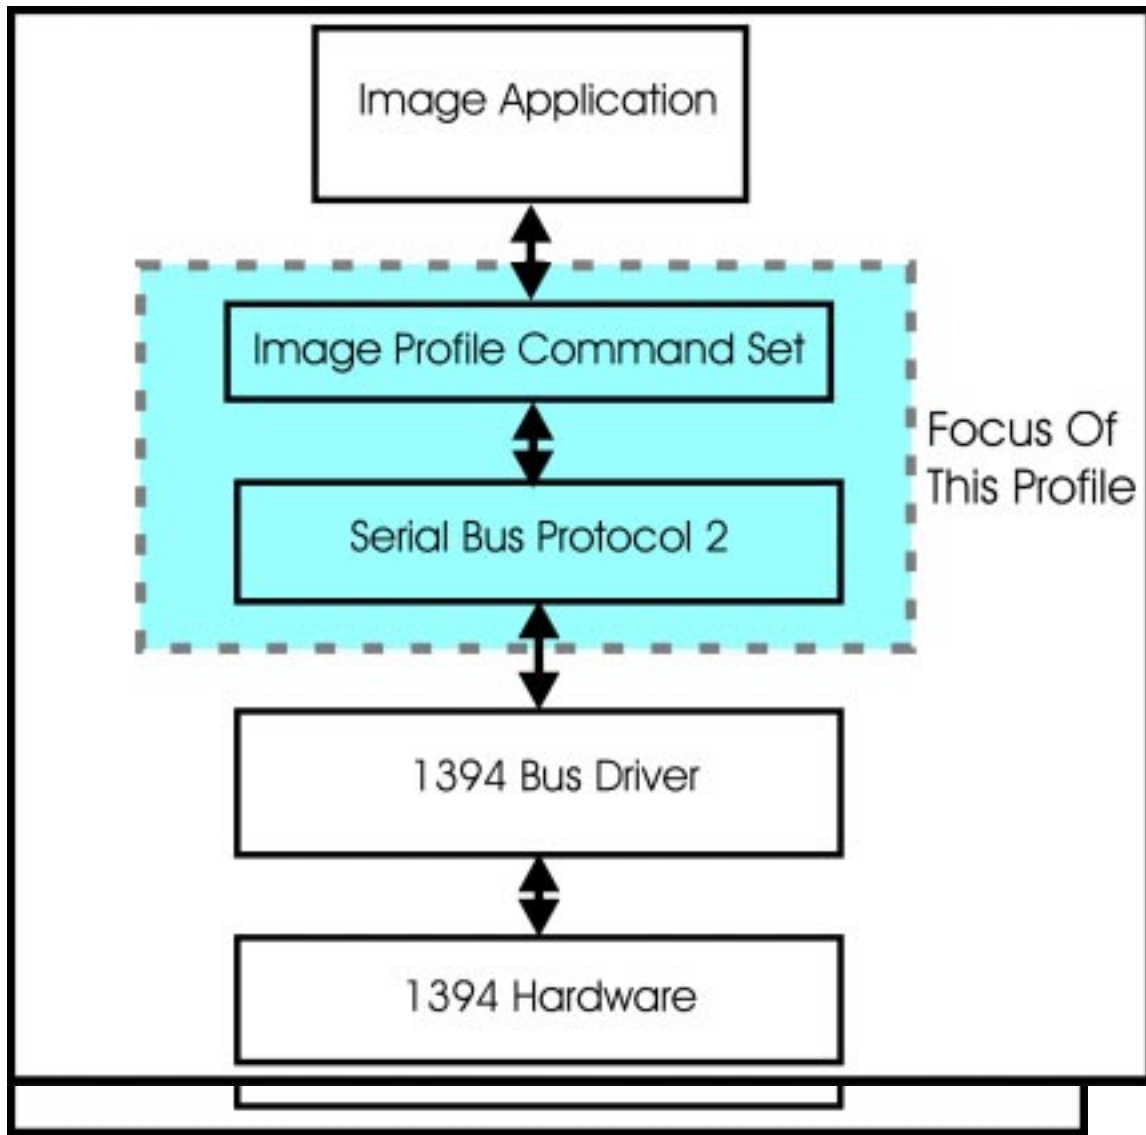 Image Application
Image Profile Command Set
Focus Of
This Profile
Serial Bus Protocol 2
1394 Bus Driver
1394 Hardware